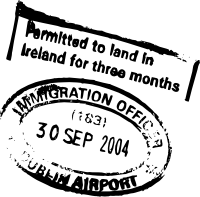 Permitted to land in
Ireland for three months
IMMIGRATION OFFICER
(183)
30 SEP 2004
DUBLIN AIRPORT